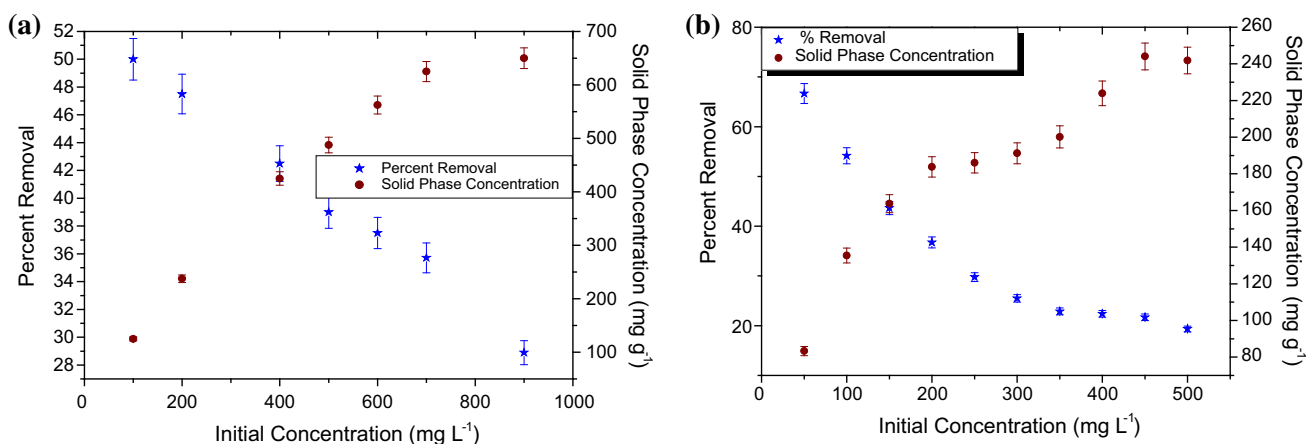 (a)
52
50
48
46
44
42
40
38
36
34
32
30
28
Percent Removal
Percent Removal
Solid Phase Concentration
700
600
500
400
300
200
100
Solid Phase Concentration (mg g⁻¹)
0 200 400 600 800 1000
Initial Concentration (mg L⁻¹)
(b)
80
60
40
20
Percent Removal
% Removal
Solid Phase Concentration
260
240
220
200
180
160
140
120
100
80
Solid Phase Concentration (mg g⁻¹)
0 100 200 300 400 500
Initial Concentration (mg L⁻¹)